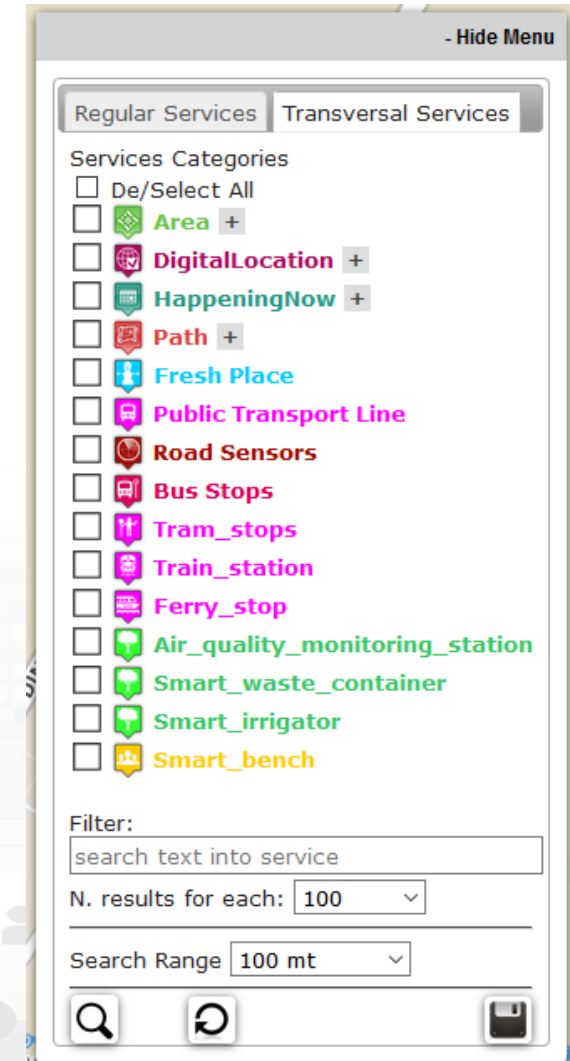 - Hide Menu
Regular Services Transversal Services
Services Categories
De/Select All
Area +
DigitalLocation +
HappeningNow +
Path +
Fresh Place
Public Transport Line
Road Sensors
Bus Stops
Tram_stops
Train_station
Ferry_stop
Air_quality_monitoring_station
Smart_waste_container
Smart_irrigator
Smart_bench
Filter:
search text into service
N. results for each: 100
Search Range 100 mt